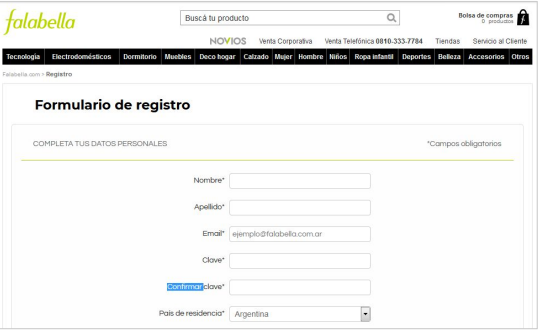 falabella
Buscá tu producto
Bolsa de compras
0 productos
NOVIOS Venta Corporativa Venta Telefónica 0810-333-7784 Tiendas Servicio al Cliente
Tecnología Electrodomésticos Dormitorio Muebles Deco hogar Calzado Mujer Hombre Niños Ropa infantil Deportes Belleza Accesorios Otros
Falabella.com > Registro
Formulario de registro
COMPLETA TUS DATOS PERSONALES *Campos obligatorios
Nombre*
Apellido*
Email* ejemplo@falabella.com.ar
Clave*
Confirmar clave*
País de residencia* Argentina